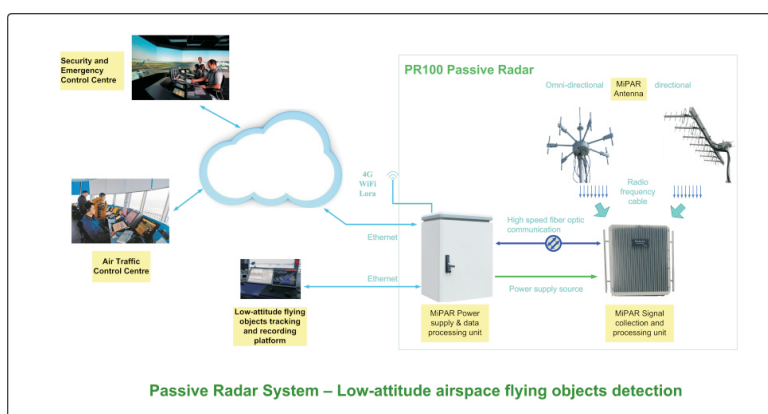 Security and
Emergency
Control Centre
PR100 Passive Radar
Omni-directional
MiPAR
Antenna
directional
4G
WiFi
Lora
Radio
frequency
cable
High speed fiber optic
communication
Ethernet
Air Traffic
Control Centre
Ethernet
Power supply source
Low-attitude flying
objects tracking
and recording
platform
MiPAR Power
supply & data
processing unit
MiPAR Signal
collection and
processing unit
Passive Radar System – Low-attitude airspace flying objects detection